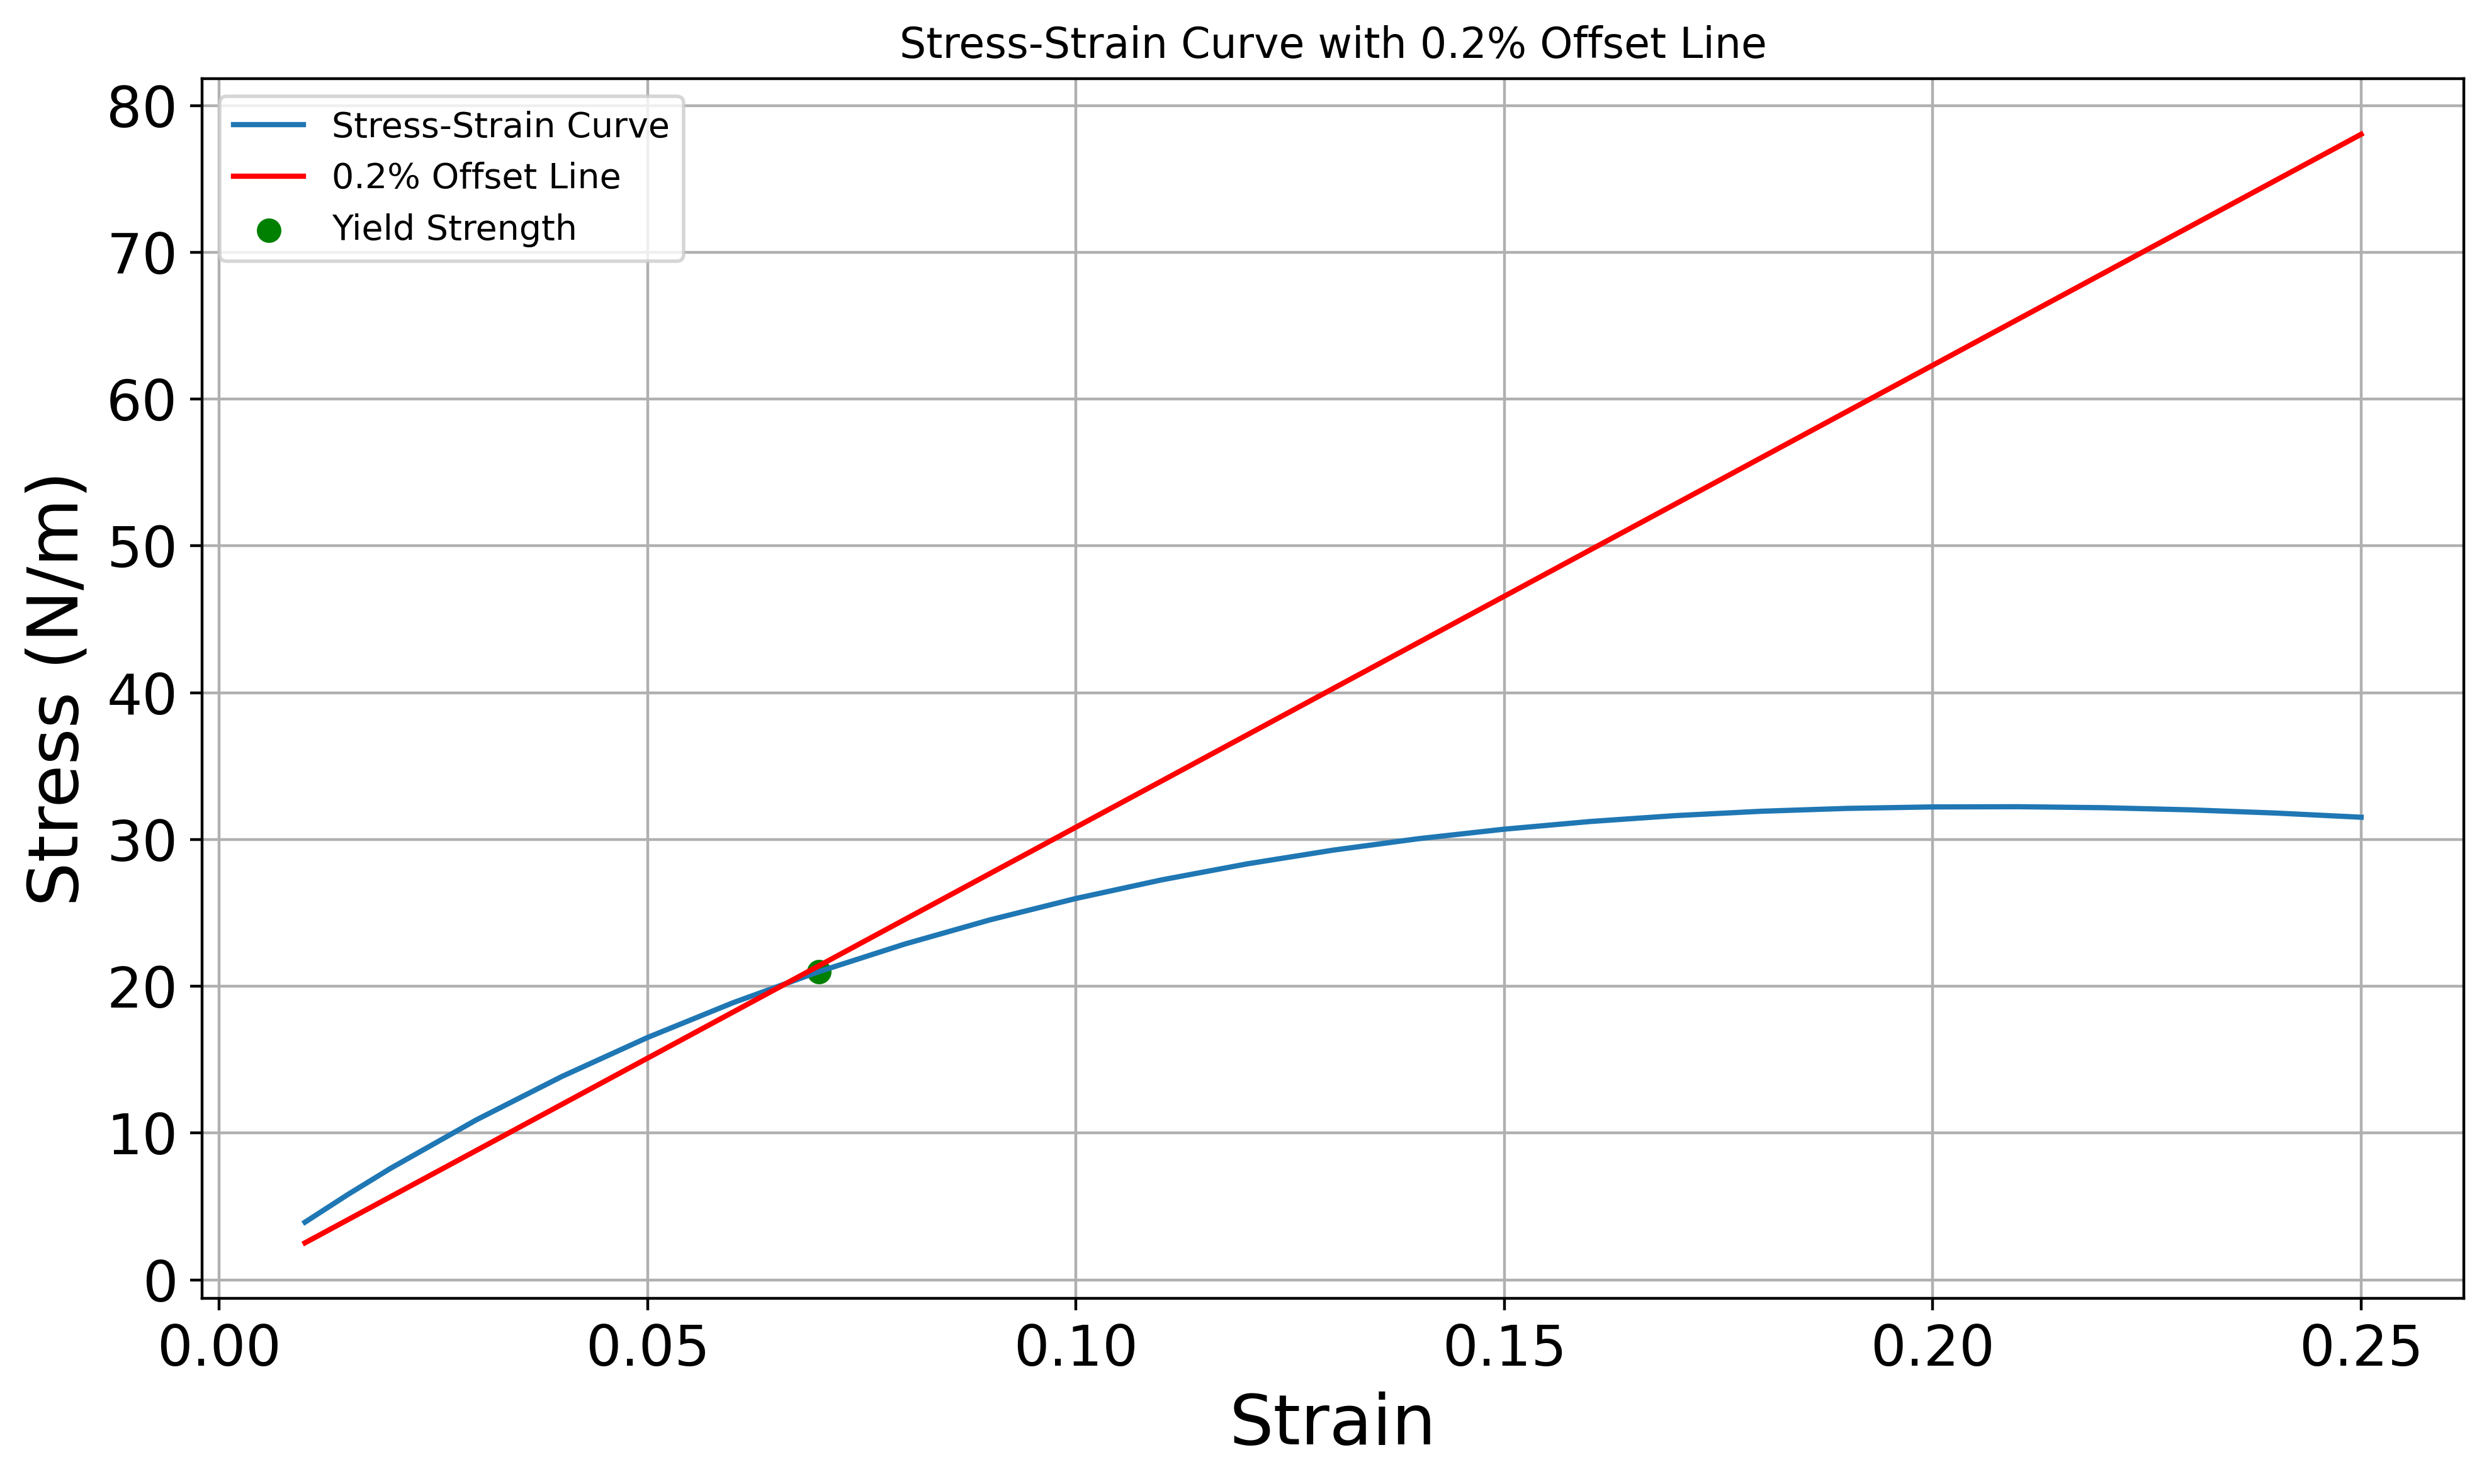 Stress-Strain Curve with 0.2% Offset Line
Stress-Strain Curve
0.2% Offset Line
Yield Strength
80
70
60
50
40
30
20
10
0
Stress (N/m)
0.00 0.05 0.10 0.15 0.20 0.25
Strain